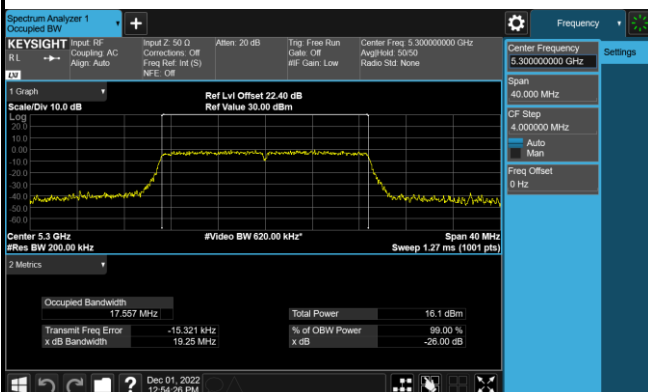 Spectrum Analyzer 1
Occupied BW
Frequency
KEYSIGHT
RL
Input: RF
Coupling: AC
Align: Auto
Input Z: 50 Ω
Corrections: Off
Freq Ref: Int (S)
NFE: Off
Atten: 20 dB
Trig: Free Run
Gate: Off
#IF Gain: Low
Center Freq: 5.300000000 GHz
Avg|Hold: 50/50
Radio Std: None
LXI
Center Frequency
5.300000000 GHz
Settings
Span
40.000 MHz
CF Step
4.000000 MHz
Auto
Man
Freq Offset
0 Hz
1 Graph
Scale/Div 10.0 dB
Ref Lvl Offset 22.40 dB
Ref Value 30.00 dBm
Log
20.0
10.0
0.00
-10.0
-20.0
-30.0
-40.0
-50.0
-60.0
Center 5.3 GHz
#Video BW 620.00 kHz*
Span 40 MHz
#Res BW 200.00 kHz
Sweep 1.27 ms (1001 pts)
2 Metrics
Occupied Bandwidth
17.557 MHz
Total Power 16.1 dBm
Transmit Freq Error -15.321 kHz
% of OBW Power 99.00 %
x dB Bandwidth 19.25 MHz
x dB -26.00 dB
?
Dec 01, 2022
12:54:26 PM